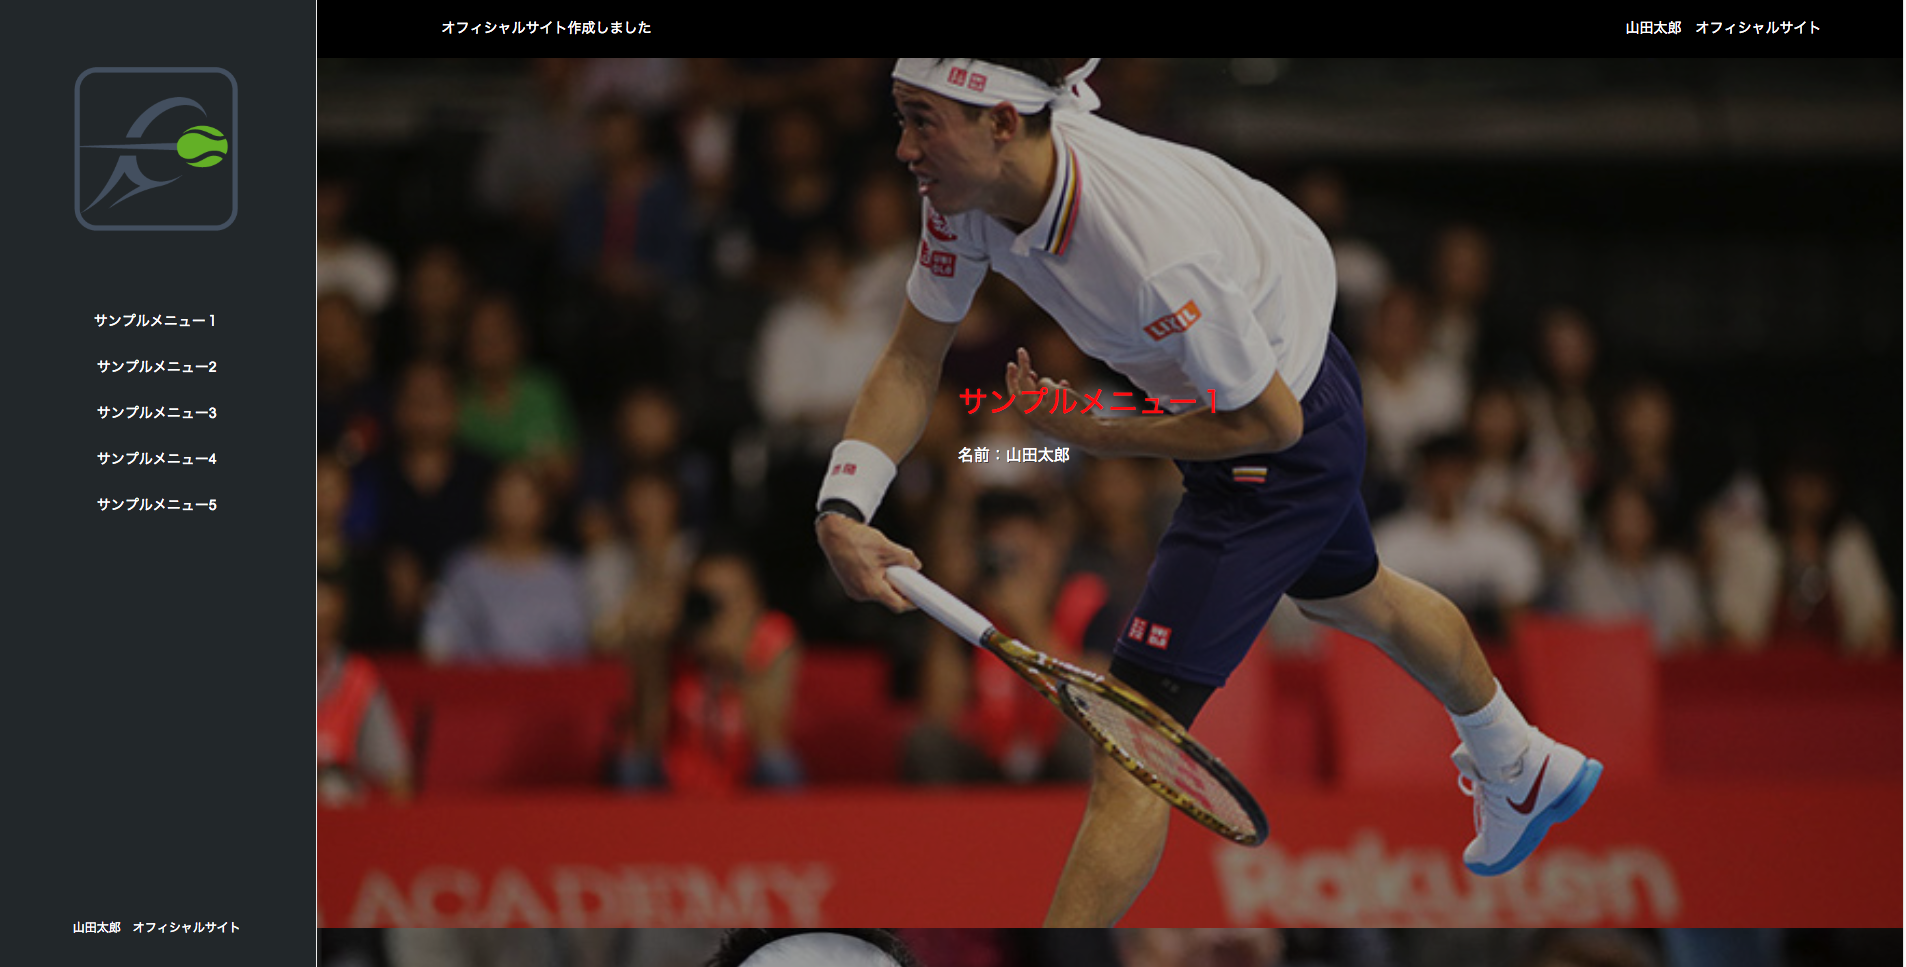 オフィシャルサイト作成しました
山田太郎　オフィシャルサイト
サンプルメニュー１
サンプルメニュー2
サンプルメニュー3
サンプルメニュー4
サンプルメニュー5
山田太郎　オフィシャルサイト
サンプルメニュー１
名前：山田太郎
UNI
QLO
LIXIL
ACADEMY
Rakuten